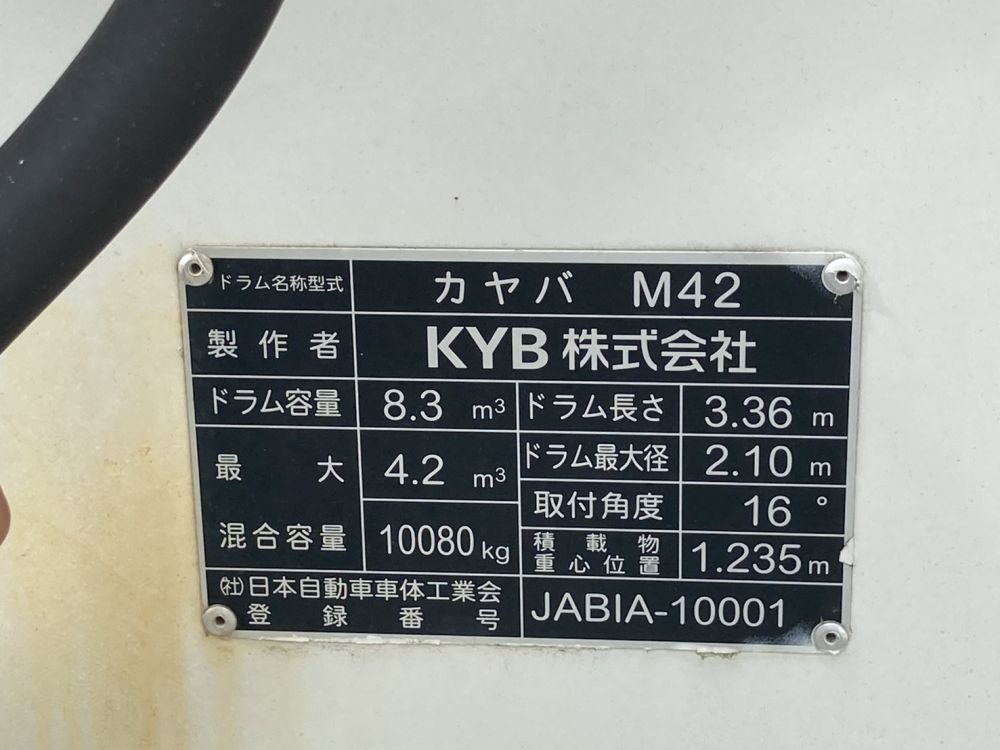 ドラム名称型式 カヤバ M42
製作者 KYB 株式会社
ドラム容量 8.3 m³ ドラム長さ 3.36 m
最大 4.2 m³ ドラム最大径 2.10 m
取付角度 16 °
混合容量 10080 kg 積載物 1.235 m
重心位置
㈳日本自動車車体工業会 JABIA-10001
登録番号